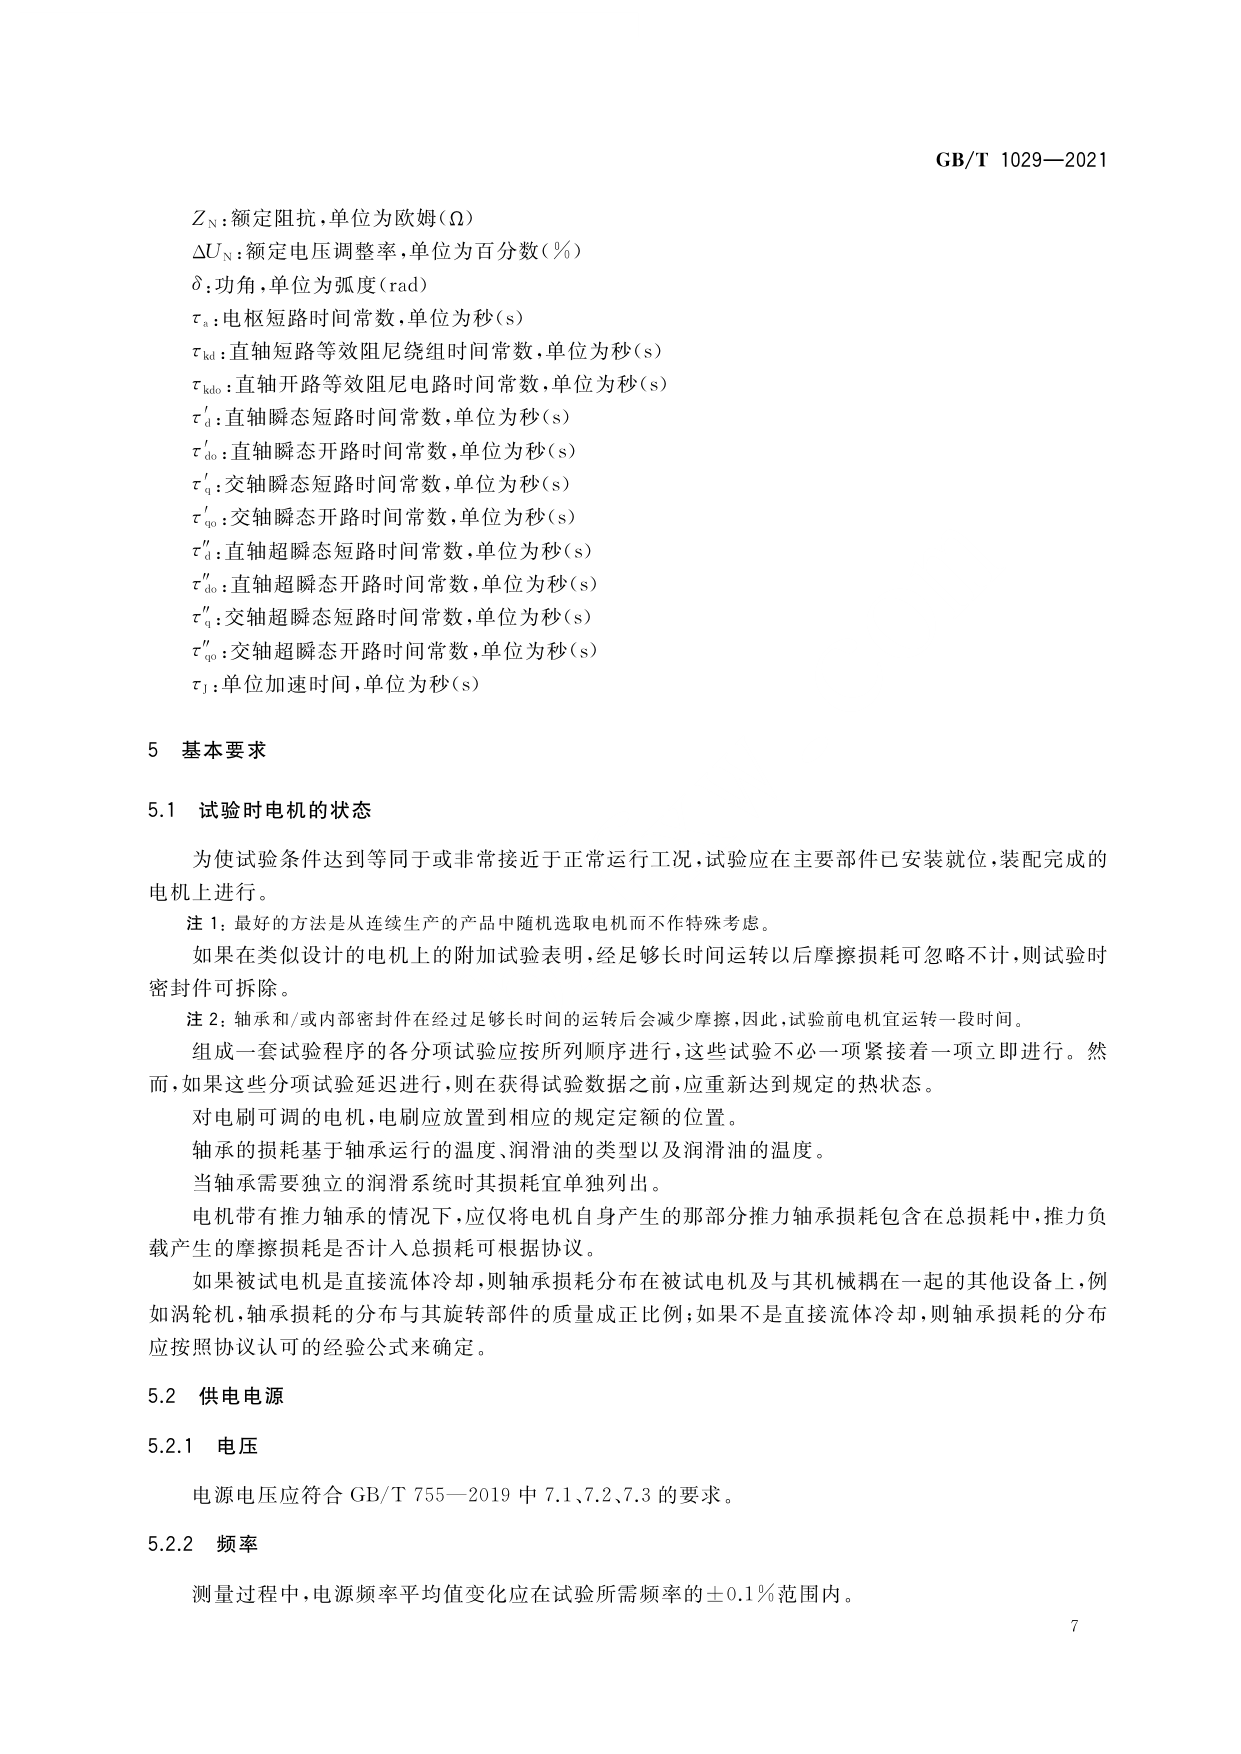 GB/T 1029—2021
Z_N:额定阻抗,单位为欧姆(Ω)
ΔU_N:额定电压调整率,单位为百分数(%)
δ:功角,单位为弧度(rad)
τ_a:电枢短路时间常数,单位为秒(s)
τ_kd:直轴短路等效阻尼绕组时间常数,单位为秒(s)
τ_kdo:直轴开路等效阻尼电路时间常数,单位为秒(s)
τ′_d:直轴瞬态短路时间常数,单位为秒(s)
τ′_do:直轴瞬态开路时间常数,单位为秒(s)
τ′_q:交轴瞬态短路时间常数,单位为秒(s)
τ′_qo:交轴瞬态开路时间常数,单位为秒(s)
τ″_d:直轴超瞬态短路时间常数,单位为秒(s)
τ″_do:直轴超瞬态开路时间常数,单位为秒(s)
τ″_q:交轴超瞬态短路时间常数,单位为秒(s)
τ″_qo:交轴超瞬态开路时间常数,单位为秒(s)
τ_J:单位加速时间,单位为秒(s)
5 基本要求
5.1 试验时电机的状态
为使试验条件达到等同于或非常接近于正常运行工况,试验应在主要部件已安装就位,装配完成的
电机上进行。
注 1: 最好的方法是从连续生产的产品中随机选取电机而不作特殊考虑。
如果在类似设计的电机上的附加试验表明,经足够长时间运转以后摩擦损耗可忽略不计,则试验时
密封件可拆除。
注 2: 轴承和/或内部密封件在经过足够长时间的运转后会减少摩擦,因此,试验前电机宜运转一段时间。
组成一套试验程序的各分项试验应按所列顺序进行,这些试验不必一项紧接着一项立即进行。然
而,如果这些分项试验延迟进行,则在获得试验数据之前,应重新达到规定的热状态。
对电刷可调的电机,电刷应放置到相应的规定定额的位置。
轴承的损耗基于轴承运行的温度、润滑油的类型以及润滑油的温度。
当轴承需要独立的润滑系统时其损耗宜单独列出。
电机带有推力轴承的情况下,应仅将电机自身产生的那部分推力轴承损耗包含在总损耗中,推力负
载产生的摩擦损耗是否计入总损耗可根据协议。
如果被试电机是直接流体冷却,则轴承损耗分布在被试电机及与其机械耦在一起的其他设备上,例
如涡轮机,轴承损耗的分布与其旋转部件的质量成正比例;如果不是直接流体冷却,则轴承损耗的分布
应按照协议认可的经验公式来确定。
5.2 供电电源
5.2.1 电压
电源电压应符合 GB/T 755—2019 中 7.1、7.2、7.3 的要求。
5.2.2 频率
测量过程中,电源频率平均值变化应在试验所需频率的±0.1%范围内。
7